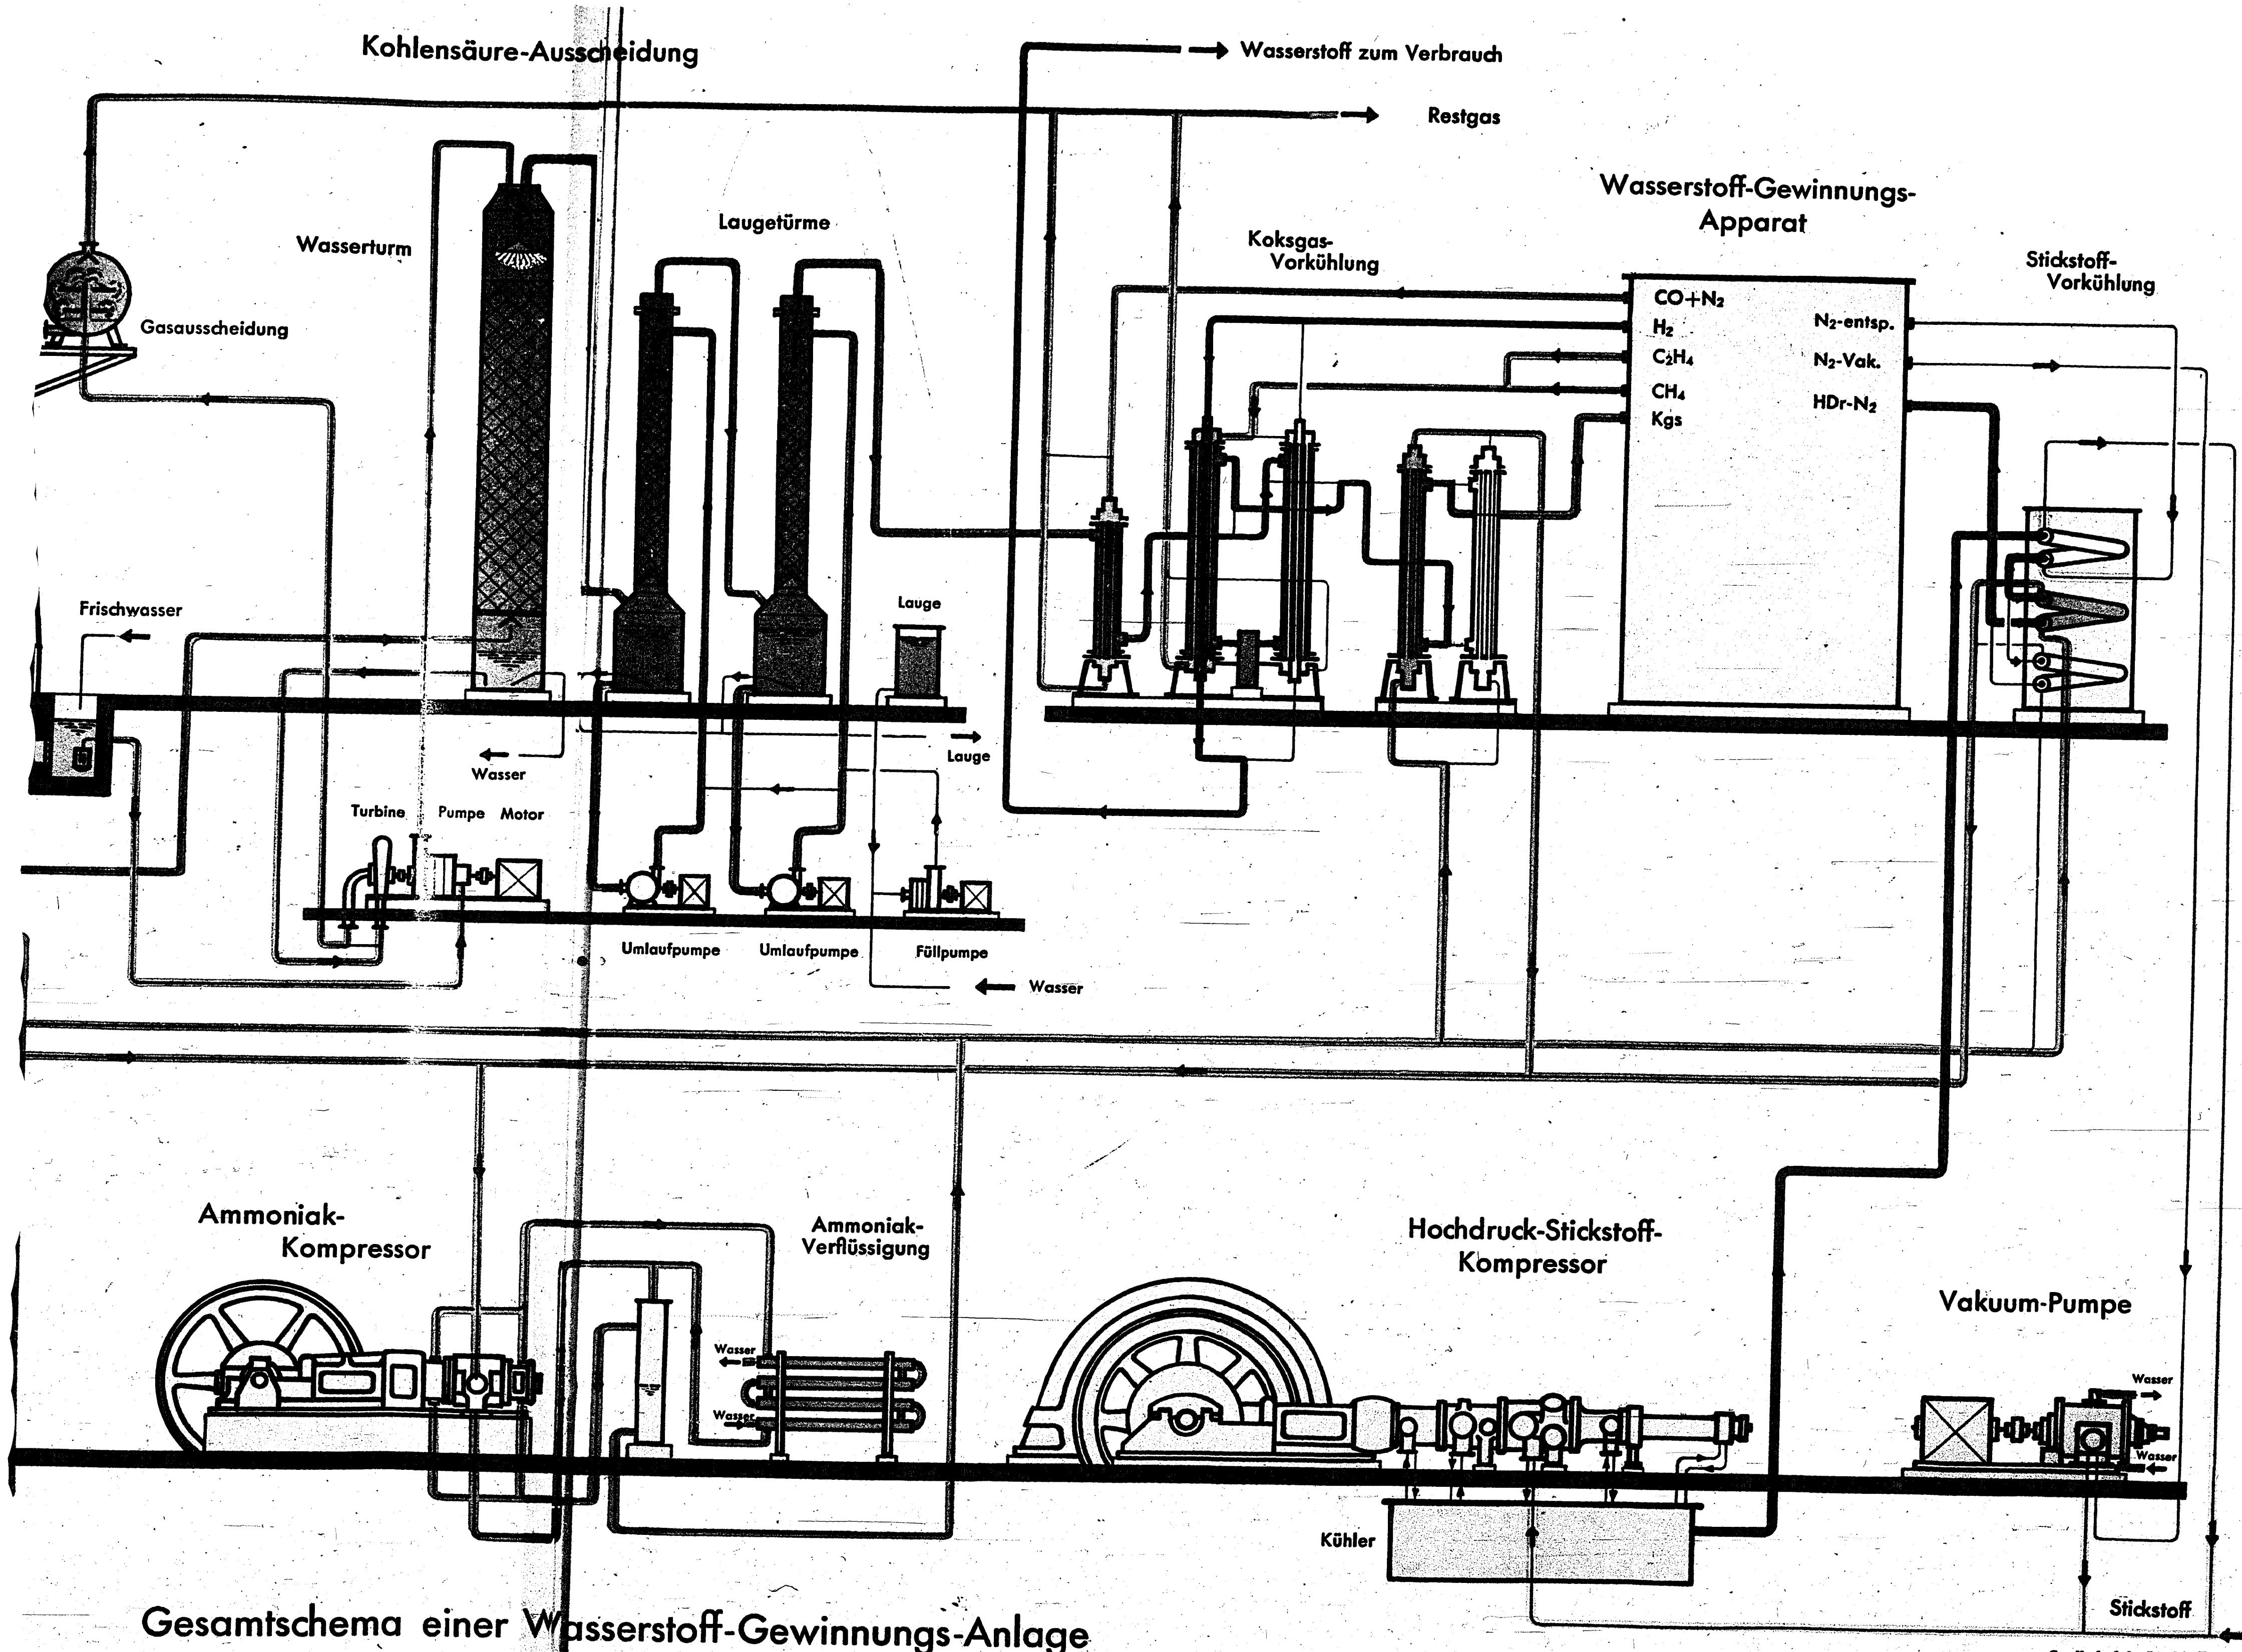 Kohlensäure-Ausscheidung
Wasserstoff zum Verbrauch
Restgas
Wasserstoff-Gewinnungs-
Apparat
Wasserturm
Laugetürme
Koksgas-
Vorkühlung
Stickstoff-
Vorkühlung
Gasausscheidung
CO+N₂
H₂
C₂H₄
CH₄
Kgs
N₂-entsp.
N₂-Vak.
HDr-N₂
Frischwasser
Lauge
Wasser
Lauge
Turbine
Pumpe
Motor
Umlaufpumpe
Umlaufpumpe
Füllpumpe
Wasser
Ammoniak-
Kompressor
Ammoniak-
Verflüssigung
Hochdruck-Stickstoff-
Kompressor
Vakuum-Pumpe
Wasser
Wasser
Wasser
Wasser
Kühler
Stickstoff
Gesamtschema einer Wasserstoff-Gewinnungs-Anlage